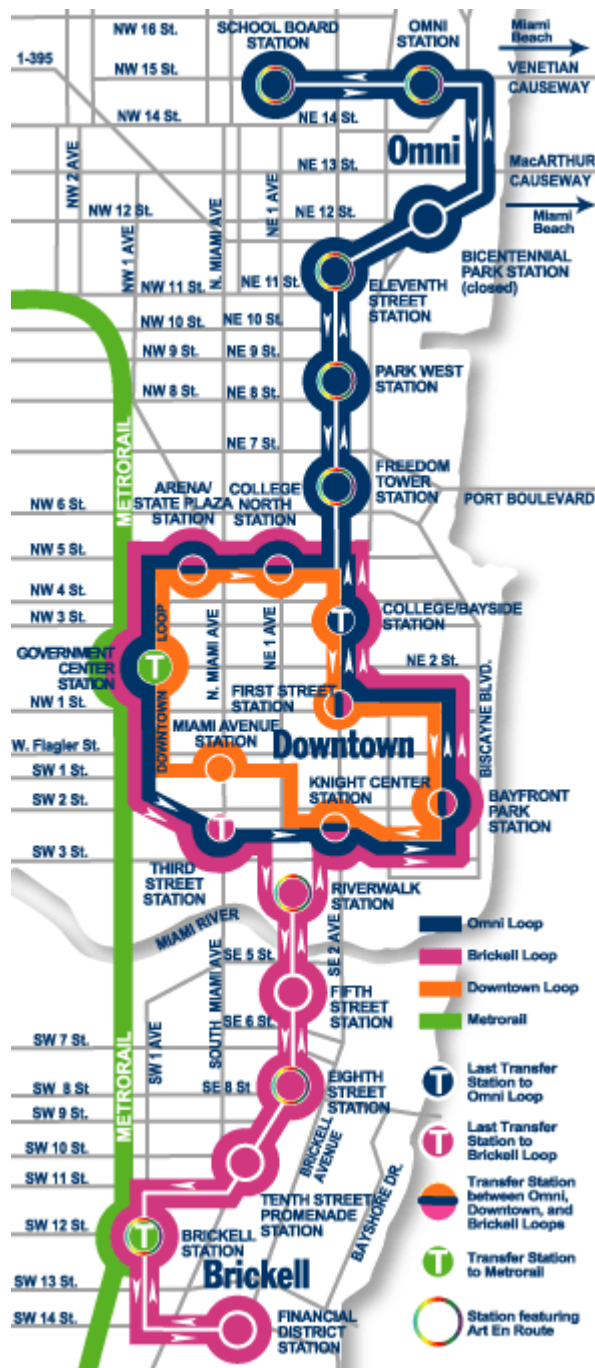 NW 16 St.
SCHOOL BOARD
STATION
OMNI
STATION
Miami
Beach
1-395
NW 15 St.
VENETIAN
CAUSEWAY
NW 14 St.
NE 14 St.
Omni
NW 2 AVE
NE 13 St.
MacARTHUR
CAUSEWAY
NW 12 St.
NW 1 AVE
N. MIAMI AVE
NE 1 AVE
NE 12 St.
Miami
Beach
BICENTENNIAL
PARK STATION
(closed)
NW 11 St.
NE 11 St.
ELEVENTH
STREET
STATION
NW 10 St.
NE 10 St.
NW 9 St.
NE 9 St.
PARK WEST
STATION
NW 8 St.
NE 8 St.
METRORAIL
NE 7 St.
FREEDOM
TOWER
STATION
ARENA/
STATE PLAZA
STATION
COLLEGE
NORTH
STATION
NW 6 St.
PORT BOULEVARD
NW 5 St.
NW 4 St.
NW 3 St.
T
COLLEGE/BAYSIDE
STATION
DOWNTOWN LOOP
N. MIAMI AVE
NE 1 AVE
GOVERNMENT
CENTER
STATION
T
NE 2 St.
BISCAYNE BLVD.
NW 1 St.
FIRST STREET
STATION
MIAMI AVENUE
STATION
Downtown
W. Flagler St.
SW 1 St.
KNIGHT CENTER
STATION
SW 2 St.
BAYFRONT
PARK
STATION
T
SW 3 St.
THIRD
STREET
STATION
RIVERWALK
STATION
MIAMI RIVER
Omni Loop
SE 2 AVE
SE 5 St.
Brickell Loop
SOUTH MIAMI AVE
FIFTH
STREET
STATION
Downtown Loop
SE 6 St.
Metrorail
SW 1 AVE
SW 7 St.
METRORAIL
T
Last Transfer
Station to
Omni Loop
SW 8 St
SE 8 St
EIGHTH
STREET
STATION
SW 9 St.
T
Last Transfer
Station to
Brickell Loop
BRICKELL
AVENUE
SW 10 St.
SW 11 St.
TENTH STREET/
PROMENADE
STATION
BAYSHORE DR.
Transfer Station
between Omni,
Downtown, and
Brickell Loops
SW 12 St.
T
BRICKELL
STATION
T
Transfer Station
to Metrorail
Brickell
SW 13 St.
SW 14 St.
FINANCIAL
DISTRICT
STATION
Station featuring
Art En Route